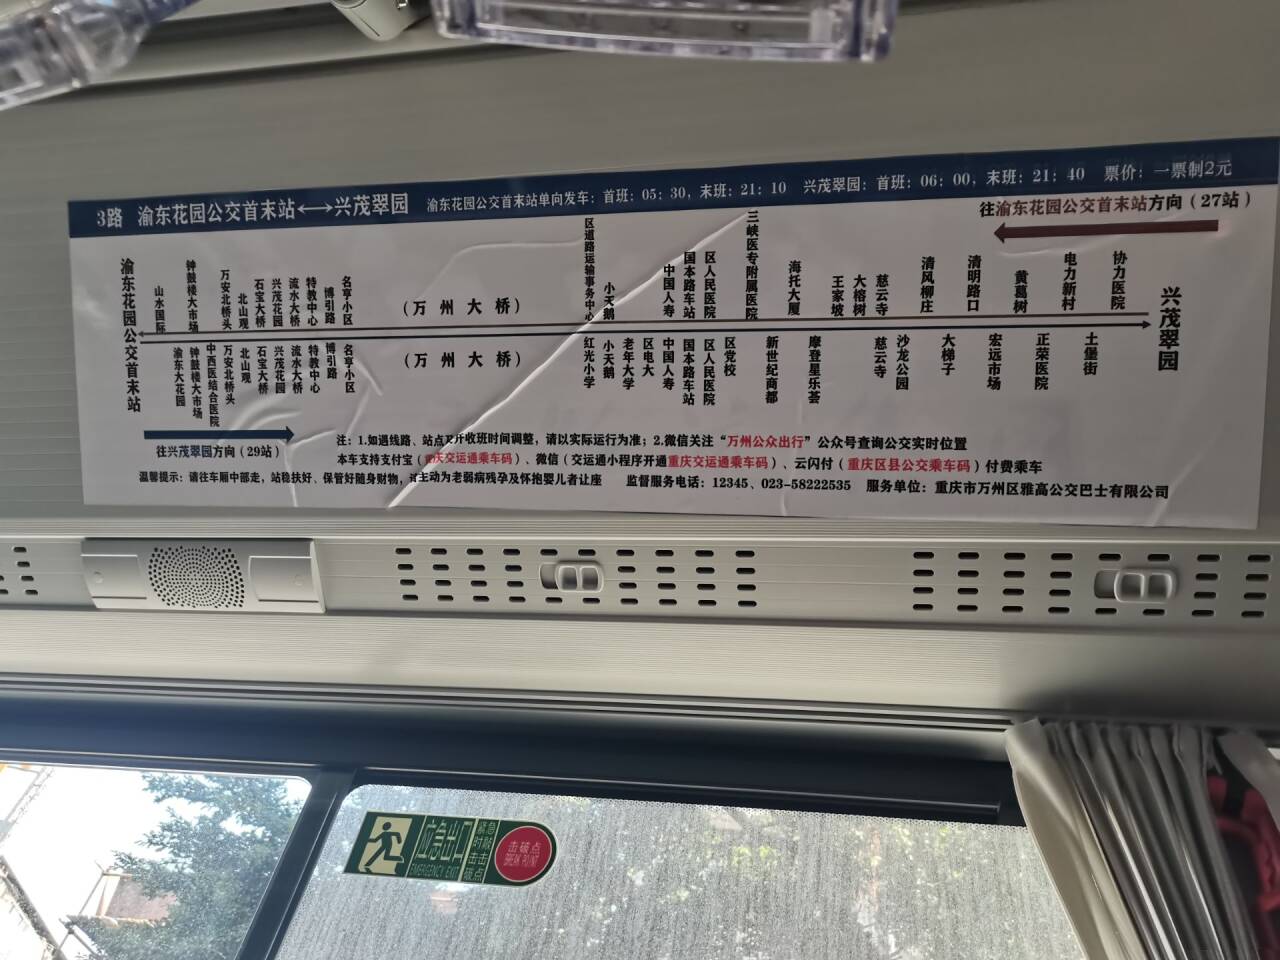 3路 渝东花园公交首末站⟷兴茂翠园 渝东花园公交首末站单向发车：首班：05：30，末班：21：10 兴茂翠园：首班：06：00，末班：21：40 票价：一票制2元
往渝东花园公交首末站方向（27站）
渝东花园公交首末站
山水国际
钟鼓楼大市场
万安北桥头
北山观
石宝大桥
兴茂花园
流水大桥
特教中心
博引路
名亨小区
（万州大桥）
区道路运输事务中心
小天鹅
中国人寿
国本路车站
区人民医院
三峡医专附属医院
海托大厦
王家坡
大榕树
慈云寺
清风柳庄
清明路口
黄葛树
电力新村
协力医院
兴茂翠园
渝东大花园
钟鼓楼大市场
中西医结合医院
万安北桥头
北山观
石宝大桥
兴茂花园
流水大桥
特教中心
博引路
名亨小区
（万州大桥）
红光小学
小天鹅
老年大学
区电大
中国人寿
国本路车站
区人民医院
区党校
新世纪商都
摩登星乐荟
慈云寺
沙龙公园
大梯子
宏远市场
正荣医院
土堡街
往兴茂翠园方向（29站）
注：1.如遇线路、站点及开收班时间调整，请以实际运行为准；2.微信关注“万州公众出行”公众号查询公交实时位置
本车支持支付宝（重庆交运通乘车码）、微信（交运通小程序开通重庆交运通乘车码）、云闪付（重庆区县公交乘车码）付费乘车
温馨提示：请往车厢中部走，站稳扶好、保管好随身财物，请主动为老弱病残孕及怀抱婴儿者让座 监督服务电话：12345、023-58222535 服务单位：重庆市万州区雅高公交巴士有限公司
应急出口
EMERGENCY EXIT
紧急时敲击击破点
击破点
BREAK POINT